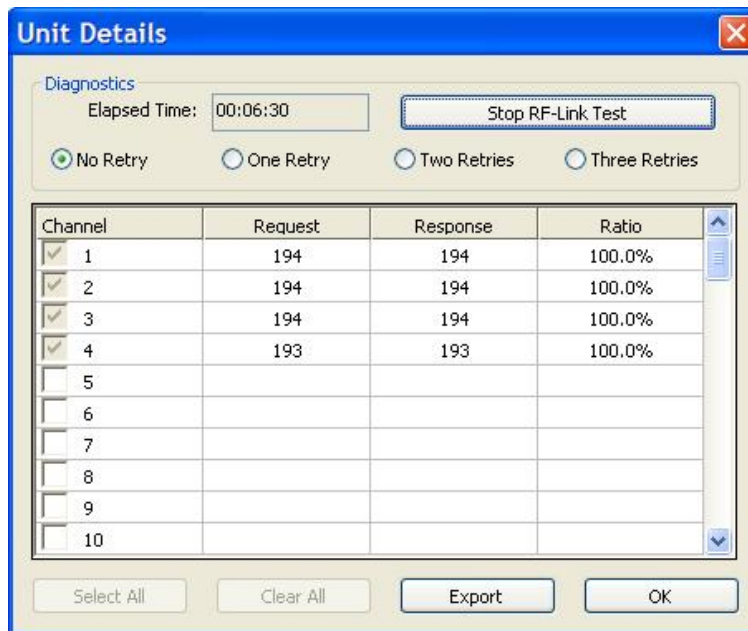 Unit Details
Diagnostics
Elapsed Time: 00:06:30 Stop RF-Link Test
No Retry One Retry Two Retries Three Retries
Channel Request Response Ratio
1 194 194 100.0%
2 194 194 100.0%
3 194 194 100.0%
4 193 193 100.0%
5
6
7
8
9
10
Select All Clear All Export OK